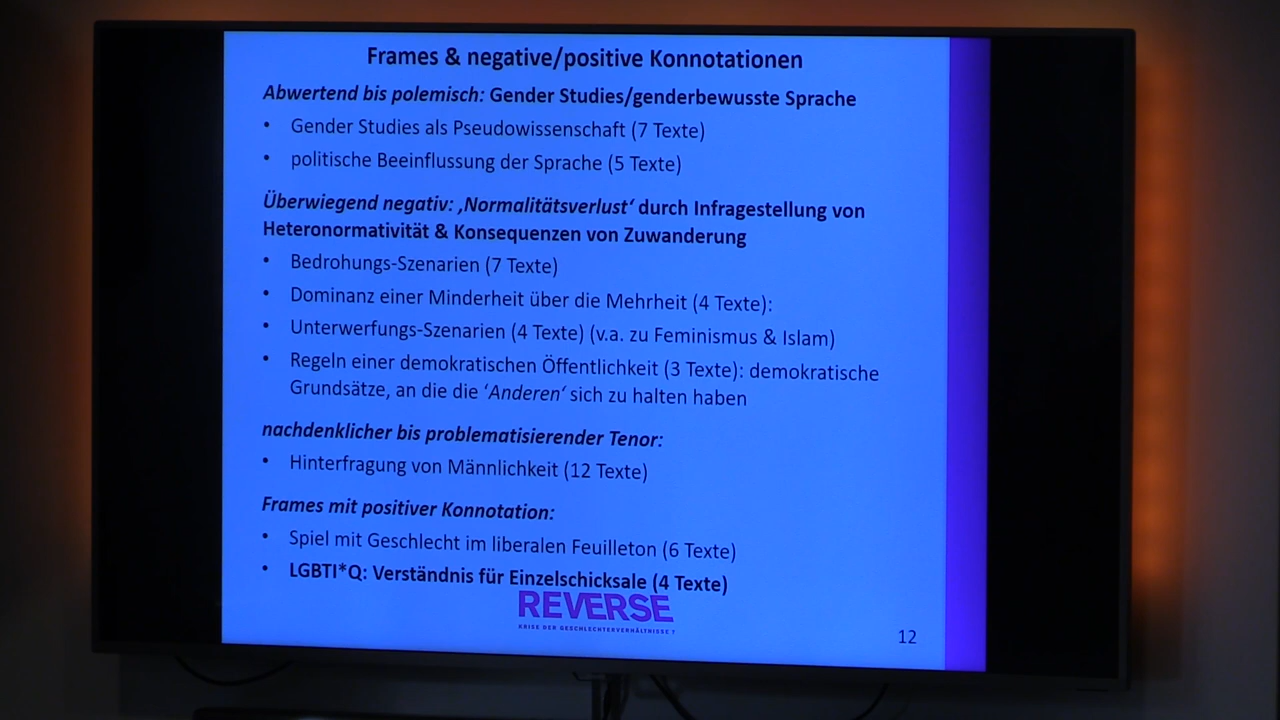 Frames & negative/positive Konnotationen
Abwertend bis polemisch: Gender Studies/genderbewusste Sprache
• Gender Studies als Pseudowissenschaft (7 Texte)
• politische Beeinflussung der Sprache (5 Texte)
Überwiegend negativ: ‚Normalitätsverlust‘ durch Infragestellung von
Heteronormativität & Konsequenzen von Zuwanderung
• Bedrohungs-Szenarien (7 Texte)
• Dominanz einer Minderheit über die Mehrheit (4 Texte):
• Unterwerfungs-Szenarien (4 Texte) (v.a. zu Feminismus & Islam)
• Regeln einer demokratischen Öffentlichkeit (3 Texte): demokratische
Grundsätze, an die die ‘Anderen‘ sich zu halten haben
nachdenklicher bis problematisierender Tenor:
• Hinterfragung von Männlichkeit (12 Texte)
Frames mit positiver Konnotation:
• Spiel mit Geschlecht im liberalen Feuilleton (6 Texte)
• LGBTI*Q: Verständnis für Einzelschicksale (4 Texte)
REVERSE
KRISE DER GESCHLECHTERVERHÄLTNISSE?
12